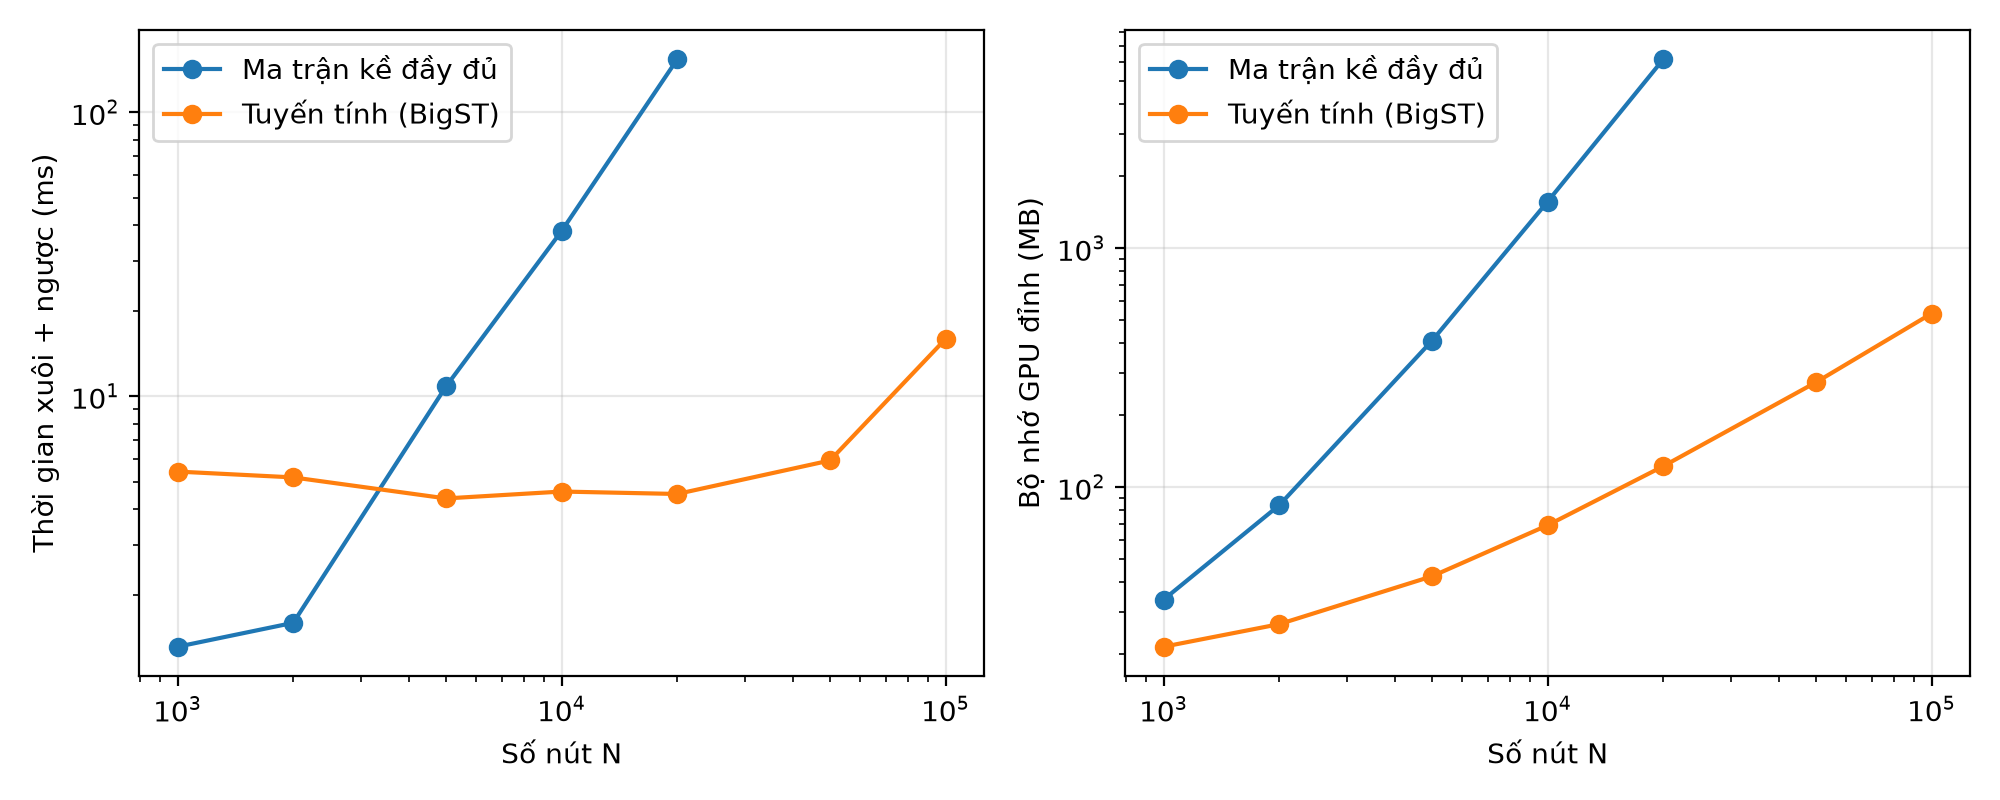 Ma trận kề đầy đủ
Tuyến tính (BigST)
Thời gian xuôi + ngược (ms)
10²
10¹
10³
10⁴
10⁵
Số nút N
Ma trận kề đầy đủ
Tuyến tính (BigST)
Bộ nhớ GPU đỉnh (MB)
10³
10²
10³
10⁴
10⁵
Số nút N